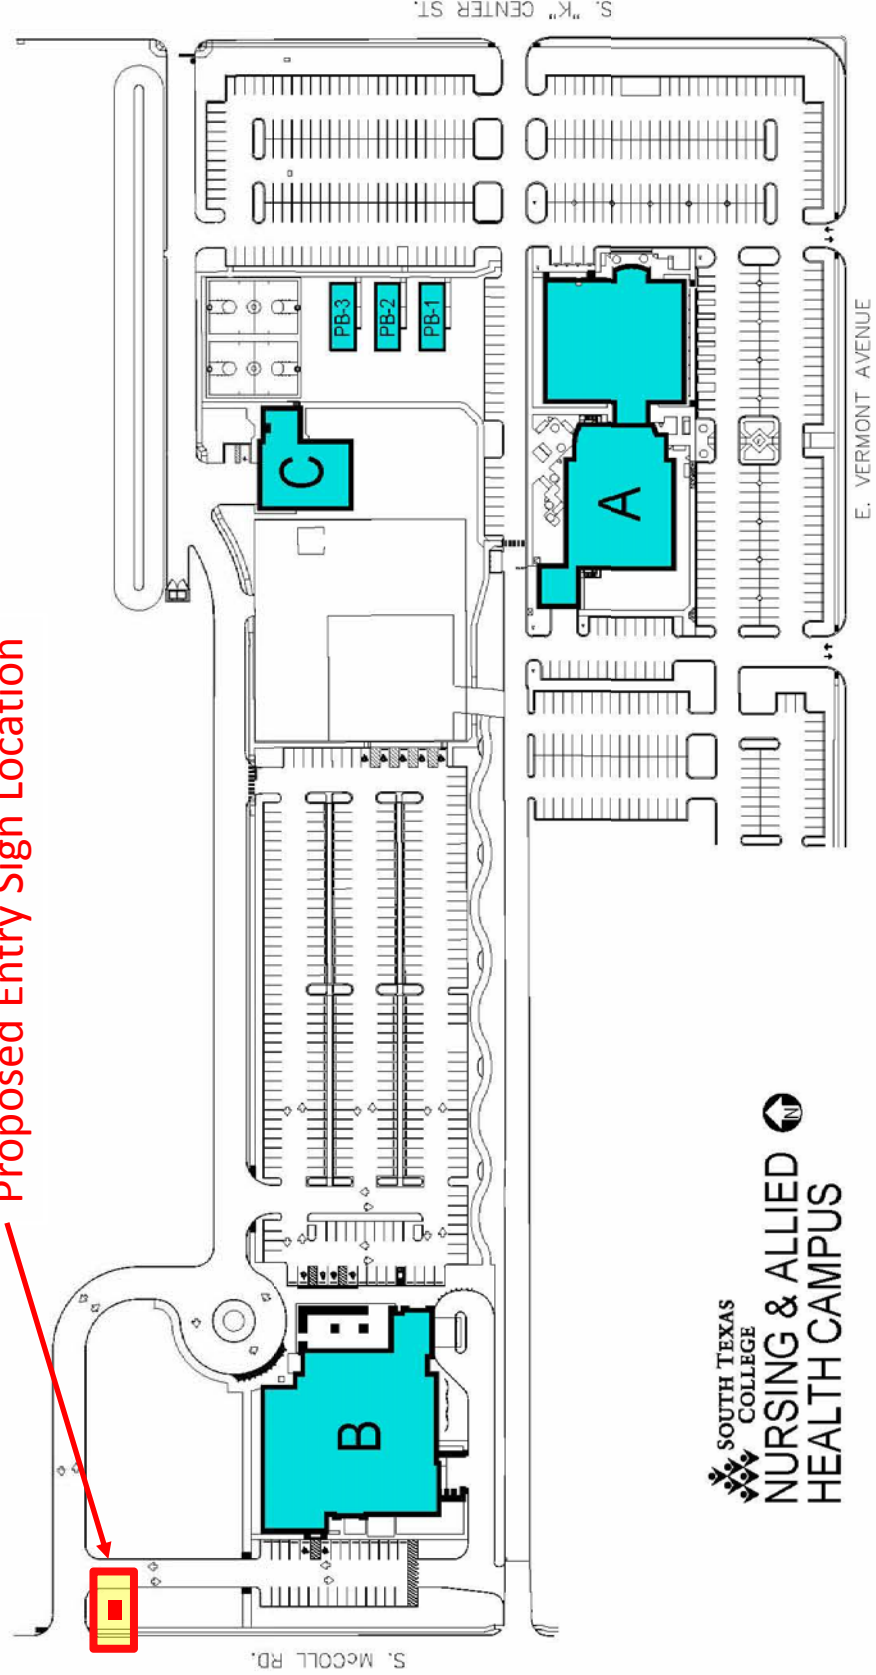 S. "K" CENTER ST.
Proposed Entry Sign Location
PB-3
PB-2
PB-1
C
A
E. VERMONT AVENUE
B
N
SOUTH TEXAS
COLLEGE
NURSING & ALLIED
HEALTH CAMPUS
S. McCOLL RD.